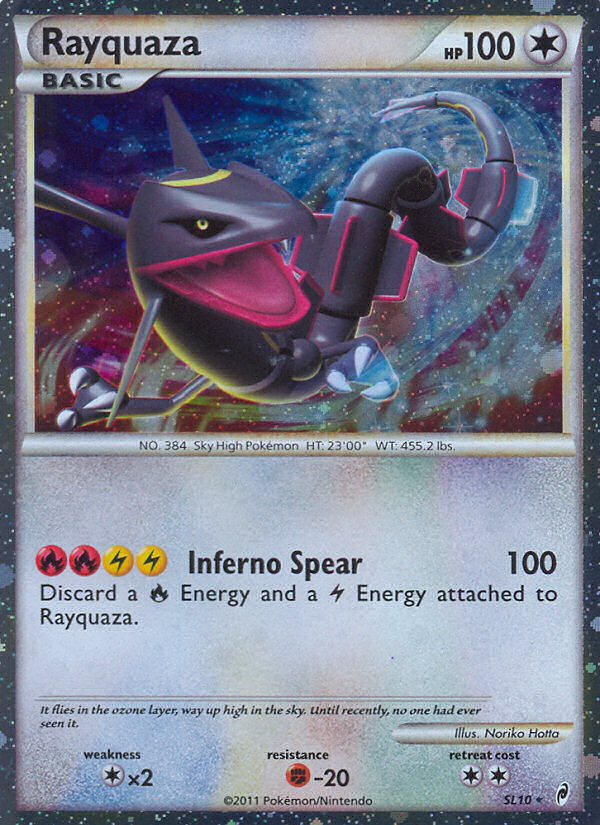 Rayquaza HP100
BASIC
NO. 384 Sky High Pokémon HT: 23'00" WT: 455.2 lbs.
Inferno Spear 100
Discard a Energy and a Energy attached to
Rayquaza.
It flies in the ozone layer, way up high in the sky. Until recently, no one had ever
seen it.
Illus. Noriko Hotta
weakness resistance retreat cost
×2 -20
©2011 Pokémon/Nintendo SL10